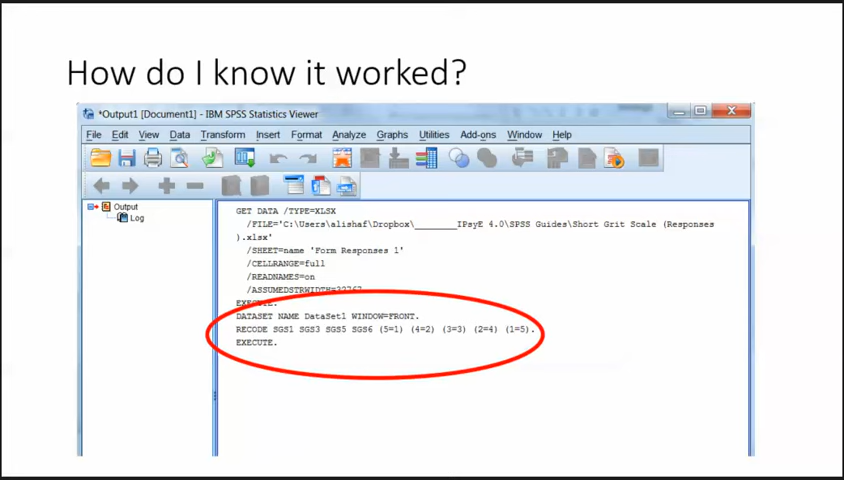 How do I know it worked?
*Output1 [Document1] - IBM SPSS Statistics Viewer
File Edit View Data Transform Insert Format Analyze Graphs Utilities Add-ons Window Help
Output
Log
GET DATA /TYPE=XLSX
/FILE='C:\Users\alishaf\Dropbox\_______IPsyE 4.0\SPSS Guides\Short Grit Scale (Responses
).xlsx'
/SHEET=name 'Form Responses 1'
/CELLRANGE=full
/READNAMES=on
/ASSUMEDSTRWIDTH=32767.
EXECUTE.
DATASET NAME DataSet1 WINDOW=FRONT.
RECODE SGS1 SGS3 SGS5 SGS6 (5=1) (4=2) (3=3) (2=4) (1=5).
EXECUTE.